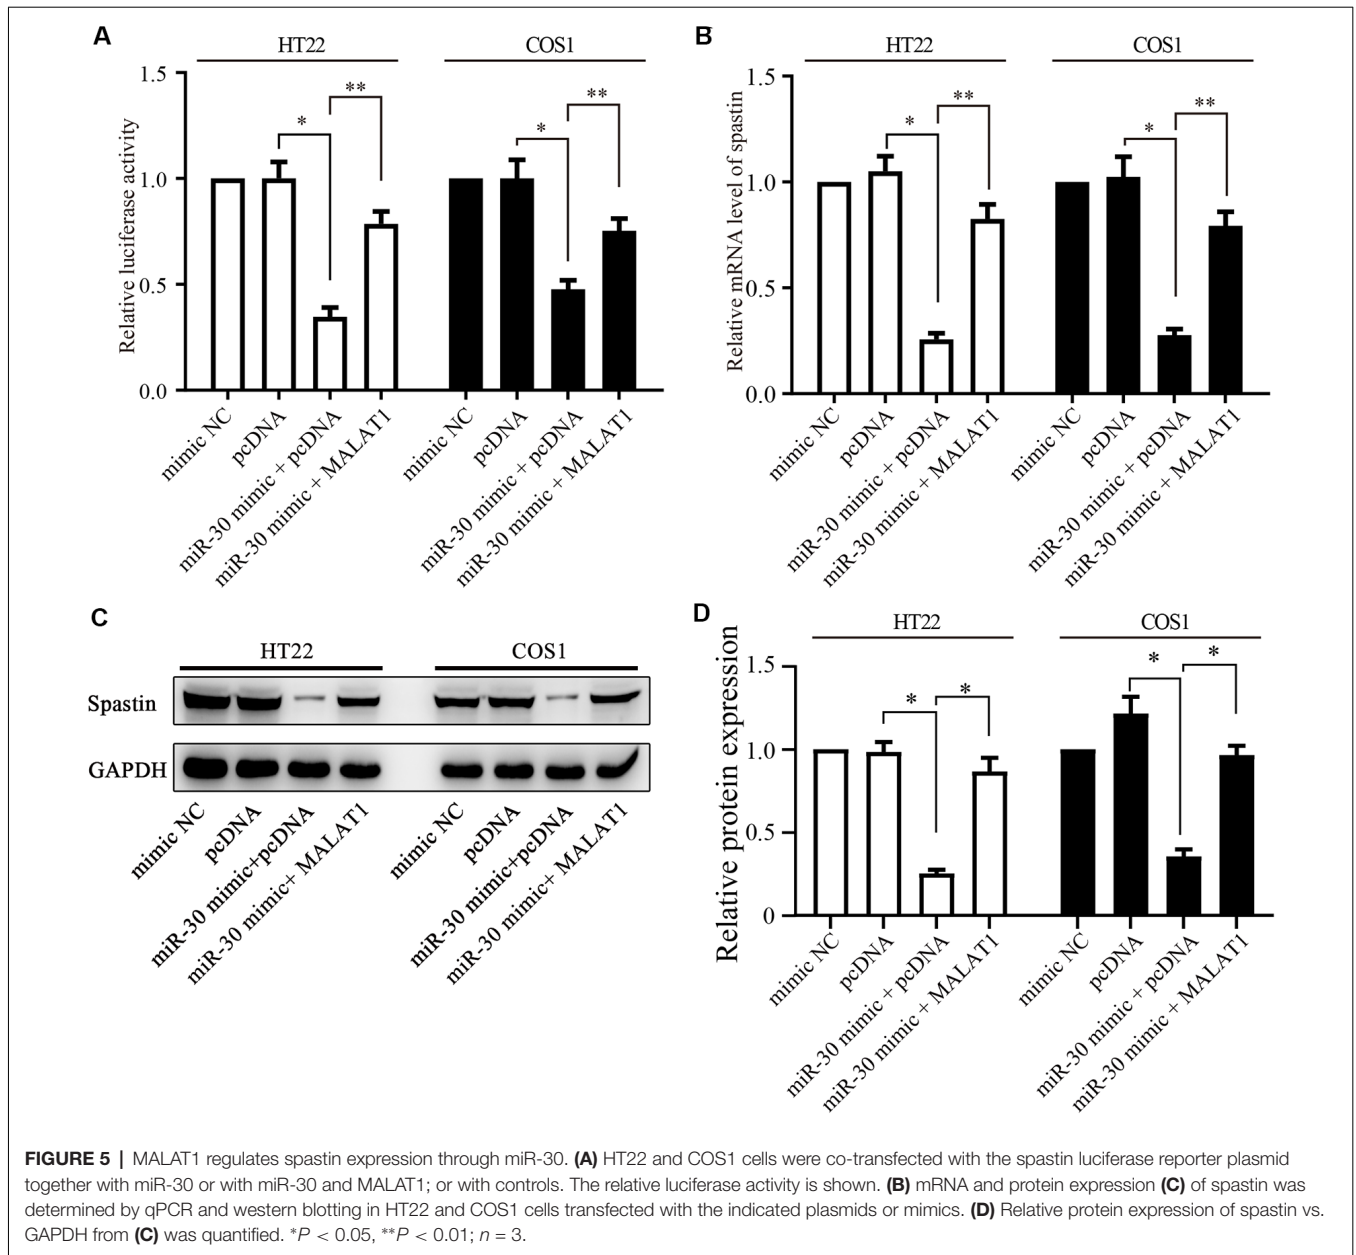 A
HT22
COS1
1.5
1.0
0.5
0.0
Relative luciferase activity
*
**
*
**
mimic NC
pcDNA
miR-30 mimic + pcDNA
miR-30 mimic + MALAT1
mimic NC
pcDNA
miR-30 mimic + pcDNA
miR-30 mimic + MALAT1
B
HT22
COS1
1.5
1.0
0.5
0.0
Relative mRNA level of spastin
*
**
*
**
mimic NC
pcDNA
miR-30 mimic + pcDNA
miR-30 mimic + MALAT1
mimic NC
pcDNA
miR-30 mimic + pcDNA
miR-30 mimic + MALAT1
C
HT22
COS1
Spastin
GAPDH
mimic NC
pcDNA
miR-30 mimic+pcDNA
miR-30 mimic+ MALAT1
mimic NC
pcDNA
miR-30 mimic+pcDNA
miR-30 mimic+ MALAT1
D
HT22
COS1
1.5
1.0
0.5
0
Relative protein expression
*
*
*
*
mimic NC
pcDNA
miR-30 mimic + pcDNA
miR-30 mimic + MALAT1
mimic NC
pcDNA
miR-30 mimic + pcDNA
miR-30 mimic + MALAT1
FIGURE 5 | MALAT1 regulates spastin expression through miR-30. (A) HT22 and COS1 cells were co-transfected with the spastin luciferase reporter plasmid
together with miR-30 or with miR-30 and MALAT1; or with controls. The relative luciferase activity is shown. (B) mRNA and protein expression (C) of spastin was
determined by qPCR and western blotting in HT22 and COS1 cells transfected with the indicated plasmids or mimics. (D) Relative protein expression of spastin vs.
GAPDH from (C) was quantified. *P < 0.05, **P < 0.01; n = 3.